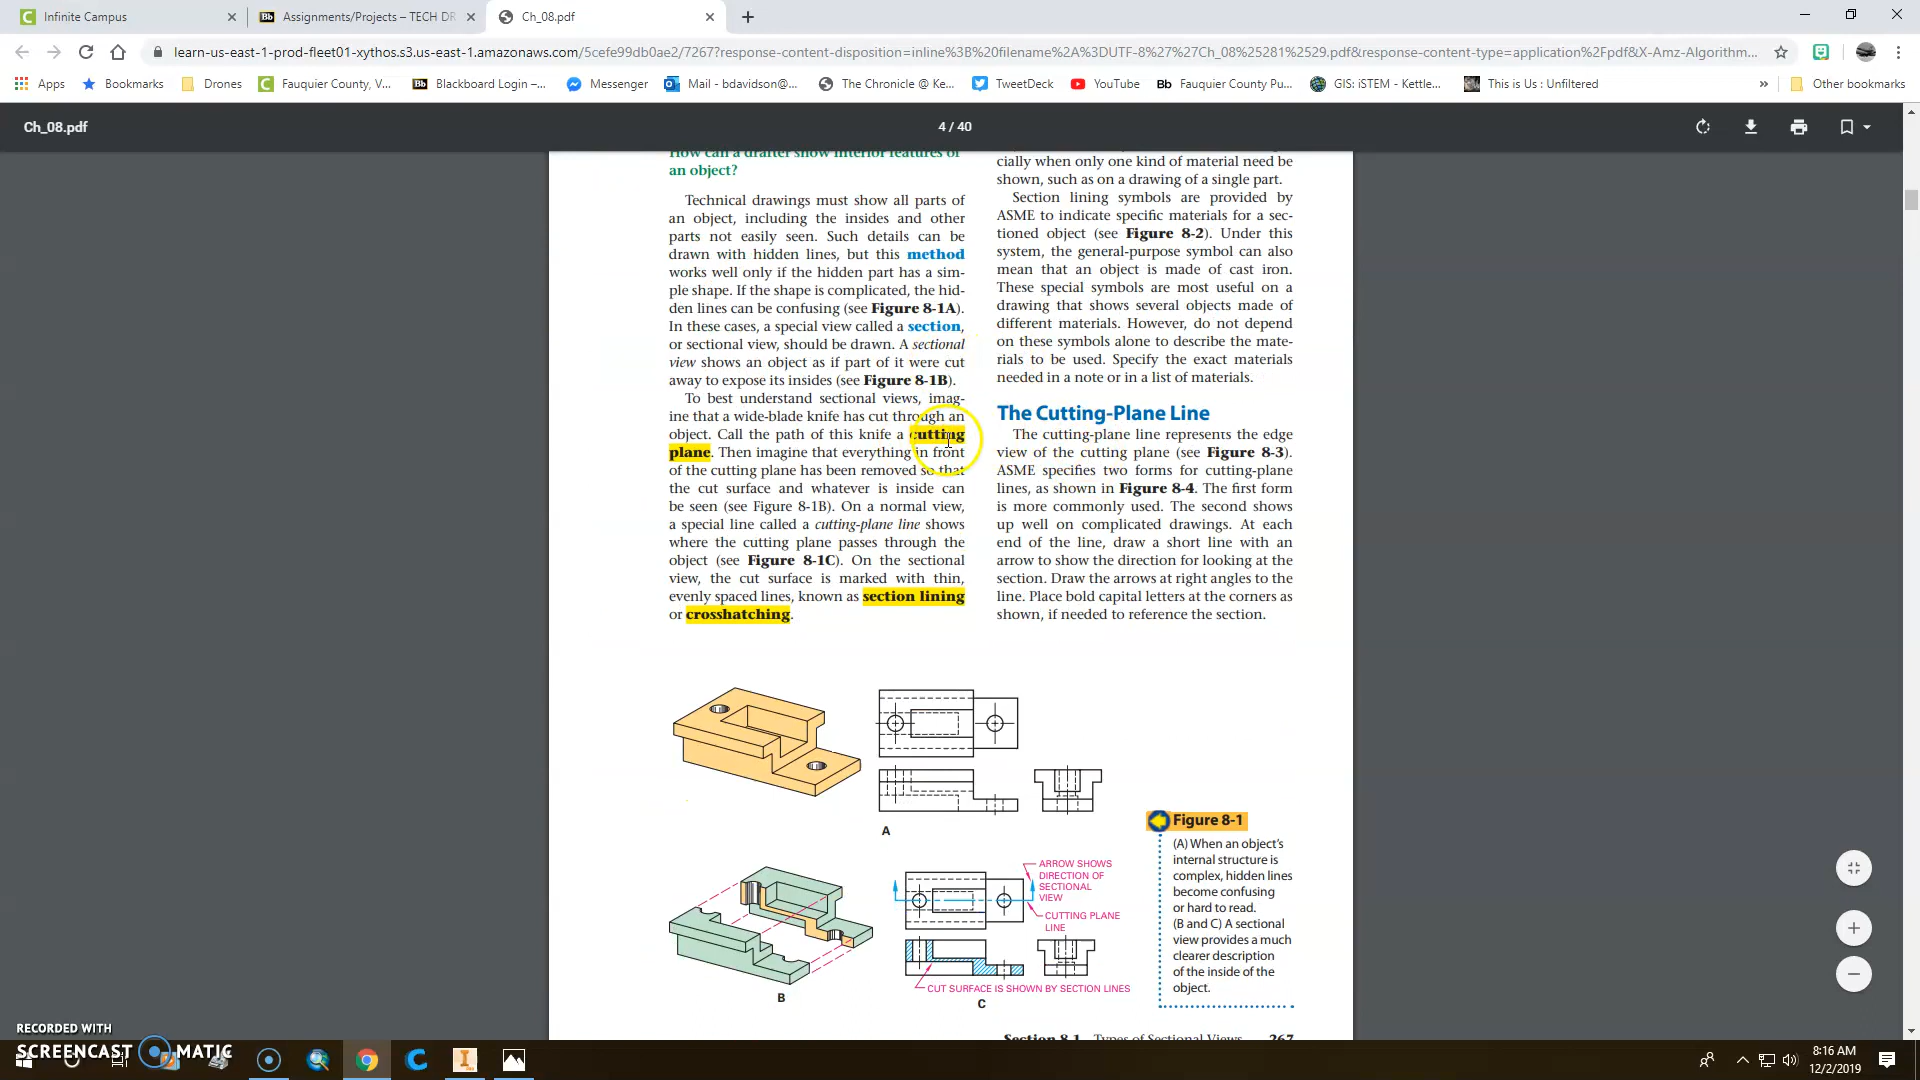 Infinite Campus
Assignments/Projects – TECH DR
Ch_08.pdf
learn-us-east-1-prod-fleet01-xythos.s3.us-east-1.amazonaws.com/5cefe99db0ae2/7267?response-content-disposition=inline%3B%20filename%2A%3DUTF-8%27%27Ch_08%25281%2529.pdf&response-content-type=application%2Fpdf&X-Amz-Algorithm...
Apps
Bookmarks
Drones
Fauquier County, V...
Blackboard Login –...
Messenger
Mail - bdavidson@...
The Chronicle @ Ke...
TweetDeck
YouTube
Fauquier County Pu...
GIS: iSTEM - Kettle...
This is Us : Unfiltered
»
Other bookmarks
Ch_08.pdf
4 / 40
How can a drafter show interior features of
an object?
Technical drawings must show all parts of
an object, including the insides and other
parts not easily seen. Such details can be
drawn with hidden lines, but this method
works well only if the hidden part has a sim-
ple shape. If the shape is complicated, the hid-
den lines can be confusing (see Figure 8-1A).
In these cases, a special view called a section,
or sectional view, should be drawn. A sectional
view shows an object as if part of it were cut
away to expose its insides (see Figure 8-1B).
To best understand sectional views, imag-
ine that a wide-blade knife has cut through an
object. Call the path of this knife a cutting
plane. Then imagine that everything in front
of the cutting plane has been removed so that
the cut surface and whatever is inside can
be seen (see Figure 8-1B). On a normal view,
a special line called a cutting-plane line shows
where the cutting plane passes through the
object (see Figure 8-1C). On the sectional
view, the cut surface is marked with thin,
evenly spaced lines, known as section lining
or crosshatching.
cially when only one kind of material need be
shown, such as on a drawing of a single part.
Section lining symbols are provided by
ASME to indicate specific materials for a sec-
tioned object (see Figure 8-2). Under this
system, the general-purpose symbol can also
mean that an object is made of cast iron.
These special symbols are most useful on a
drawing that shows several objects made of
different materials. However, do not depend
on these symbols alone to describe the mate-
rials to be used. Specify the exact materials
needed in a note or in a list of materials.
The Cutting-Plane Line
The cutting-plane line represents the edge
view of the cutting plane (see Figure 8-3).
ASME specifies two forms for cutting-plane
lines, as shown in Figure 8-4. The first form
is more commonly used. The second shows
up well on complicated drawings. At each
end of the line, draw a short line with an
arrow to show the direction for looking at the
section. Draw the arrows at right angles to the
line. Place bold capital letters at the corners as
shown, if needed to reference the section.
A
ARROW SHOWS
DIRECTION OF
SECTIONAL
VIEW
CUTTING PLANE
LINE
CUT SURFACE IS SHOWN BY SECTION LINES
B
C
Figure 8-1
(A) When an object's
internal structure is
complex, hidden lines
become confusing
or hard to read.
(B and C) A sectional
view provides a much
clearer description
of the inside of the
object.
Section 8.1 Types of Sectional Views 267
RECORDED WITH
SCREENCAST MATIC
8:16 AM
12/2/2019